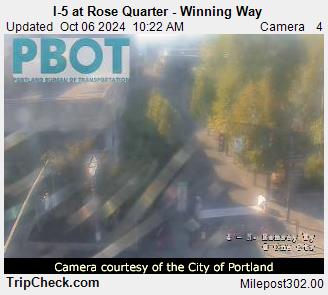 I-5 at Rose Quarter - Winning Way
Updated Oct 06 2024 10:22 AM Camera 4
PBOT
PORTLAND BUREAU OF TRANSPORTATION
Camera courtesy of the City of Portland
TripCheck.com Milepost302.00